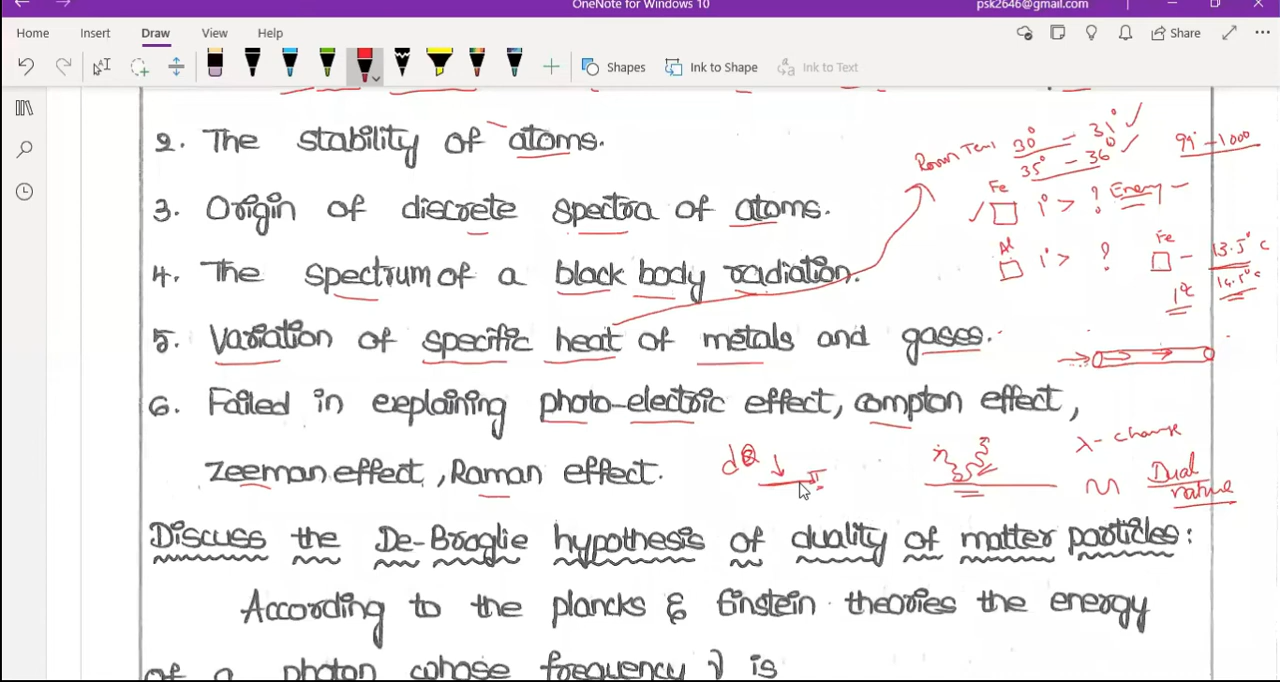 OneNote for Windows 10
psk2646@gmail.com
Home Insert Draw View Help
Share
Shapes Ink to Shape Ink to Text
2. The stability of atoms.
3. Origin of discrete spectra of atoms.
4. The spectrum of a black body radiation.
5. Variation of specific heat of metals and gases.
6. Failed in explaining photo-electric effect, compton effect,
Zeeman effect, Raman effect.
Discuss the De-Broglie hypothesis of duality of matter particles:
According to the plancks & Einstein theories the energy
of a photon whose frequency ν is
Room Tem
30° - 31°
35° - 36°
99° - 1000
Fe
i > ? Energy -
Al
i > ?
Fe
- 13.5°c
14.5°c
λ - change
Dual
nature